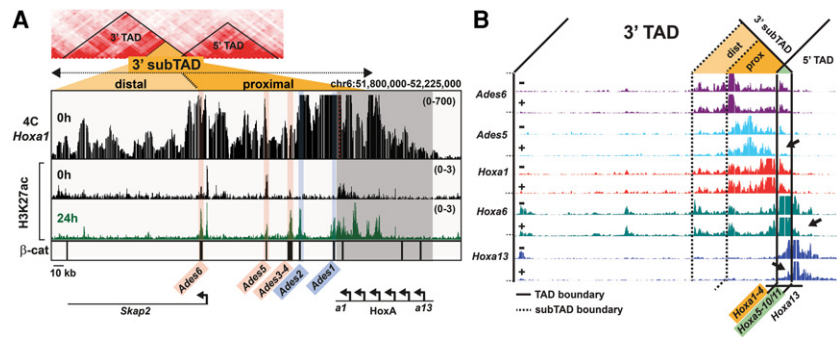 A
3' TAD
5' TAD
3' subTAD
chr6:51,800,000-52,225,000
distal
proximal
(0-700)
4C
Hoxa1
0h
H3K27ac
0h
(0-3)
24h
(0-3)
β-cat
10 kb
Ades6
Ades5
Ades3-4
Ades2
Ades1
Skap2
a1
HoxA
a13
B
3' TAD
3' subTAD
5' TAD
dist
prox
Ades6
-
+
Ades5
-
+
Hoxa1
-
+
Hoxa6
-
+
Hoxa13
-
+
TAD boundary
subTAD boundary
Hoxa1-4
Hoxa5-10/11
Hoxa13